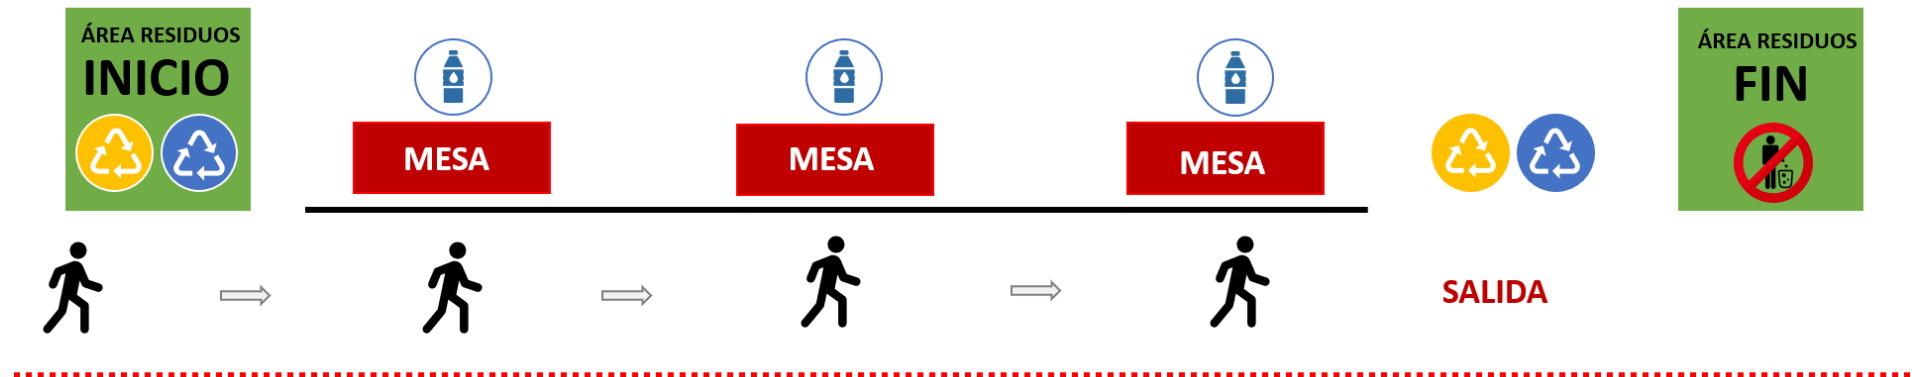 ÁREA RESIDUOS
INICIO
MESA
MESA
MESA
ÁREA RESIDUOS
FIN
SALIDA